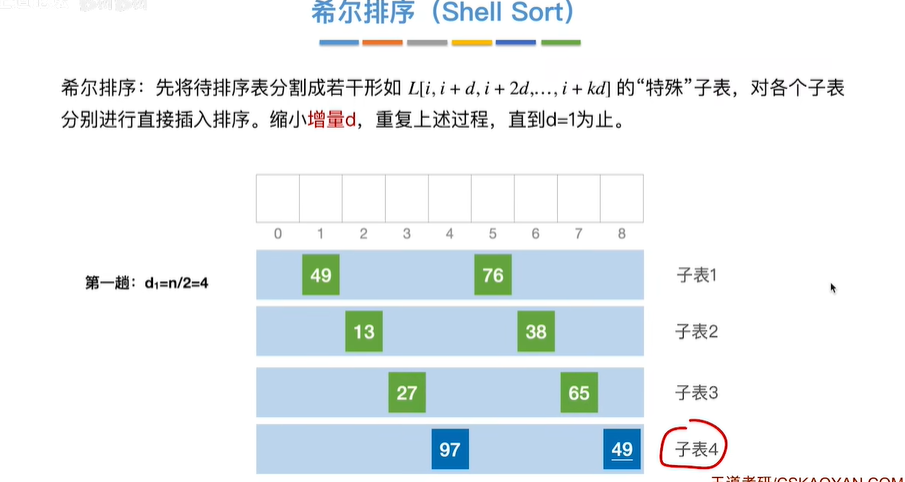 希尔排序（Shell Sort）
希尔排序：先将待排序表分割成若干形如 L[i, i + d, i + 2d,…, i + kd] 的“特殊”子表，对各个子表
分别进行直接插入排序。缩小增量d，重复上述过程，直到d=1为止。
0 1 2 3 4 5 6 7 8
第一趟：d₁=n/2=4
49 76 子表1
13 38 子表2
27 65 子表3
97 49 子表4
王道考研/CSKAOYAN.COM